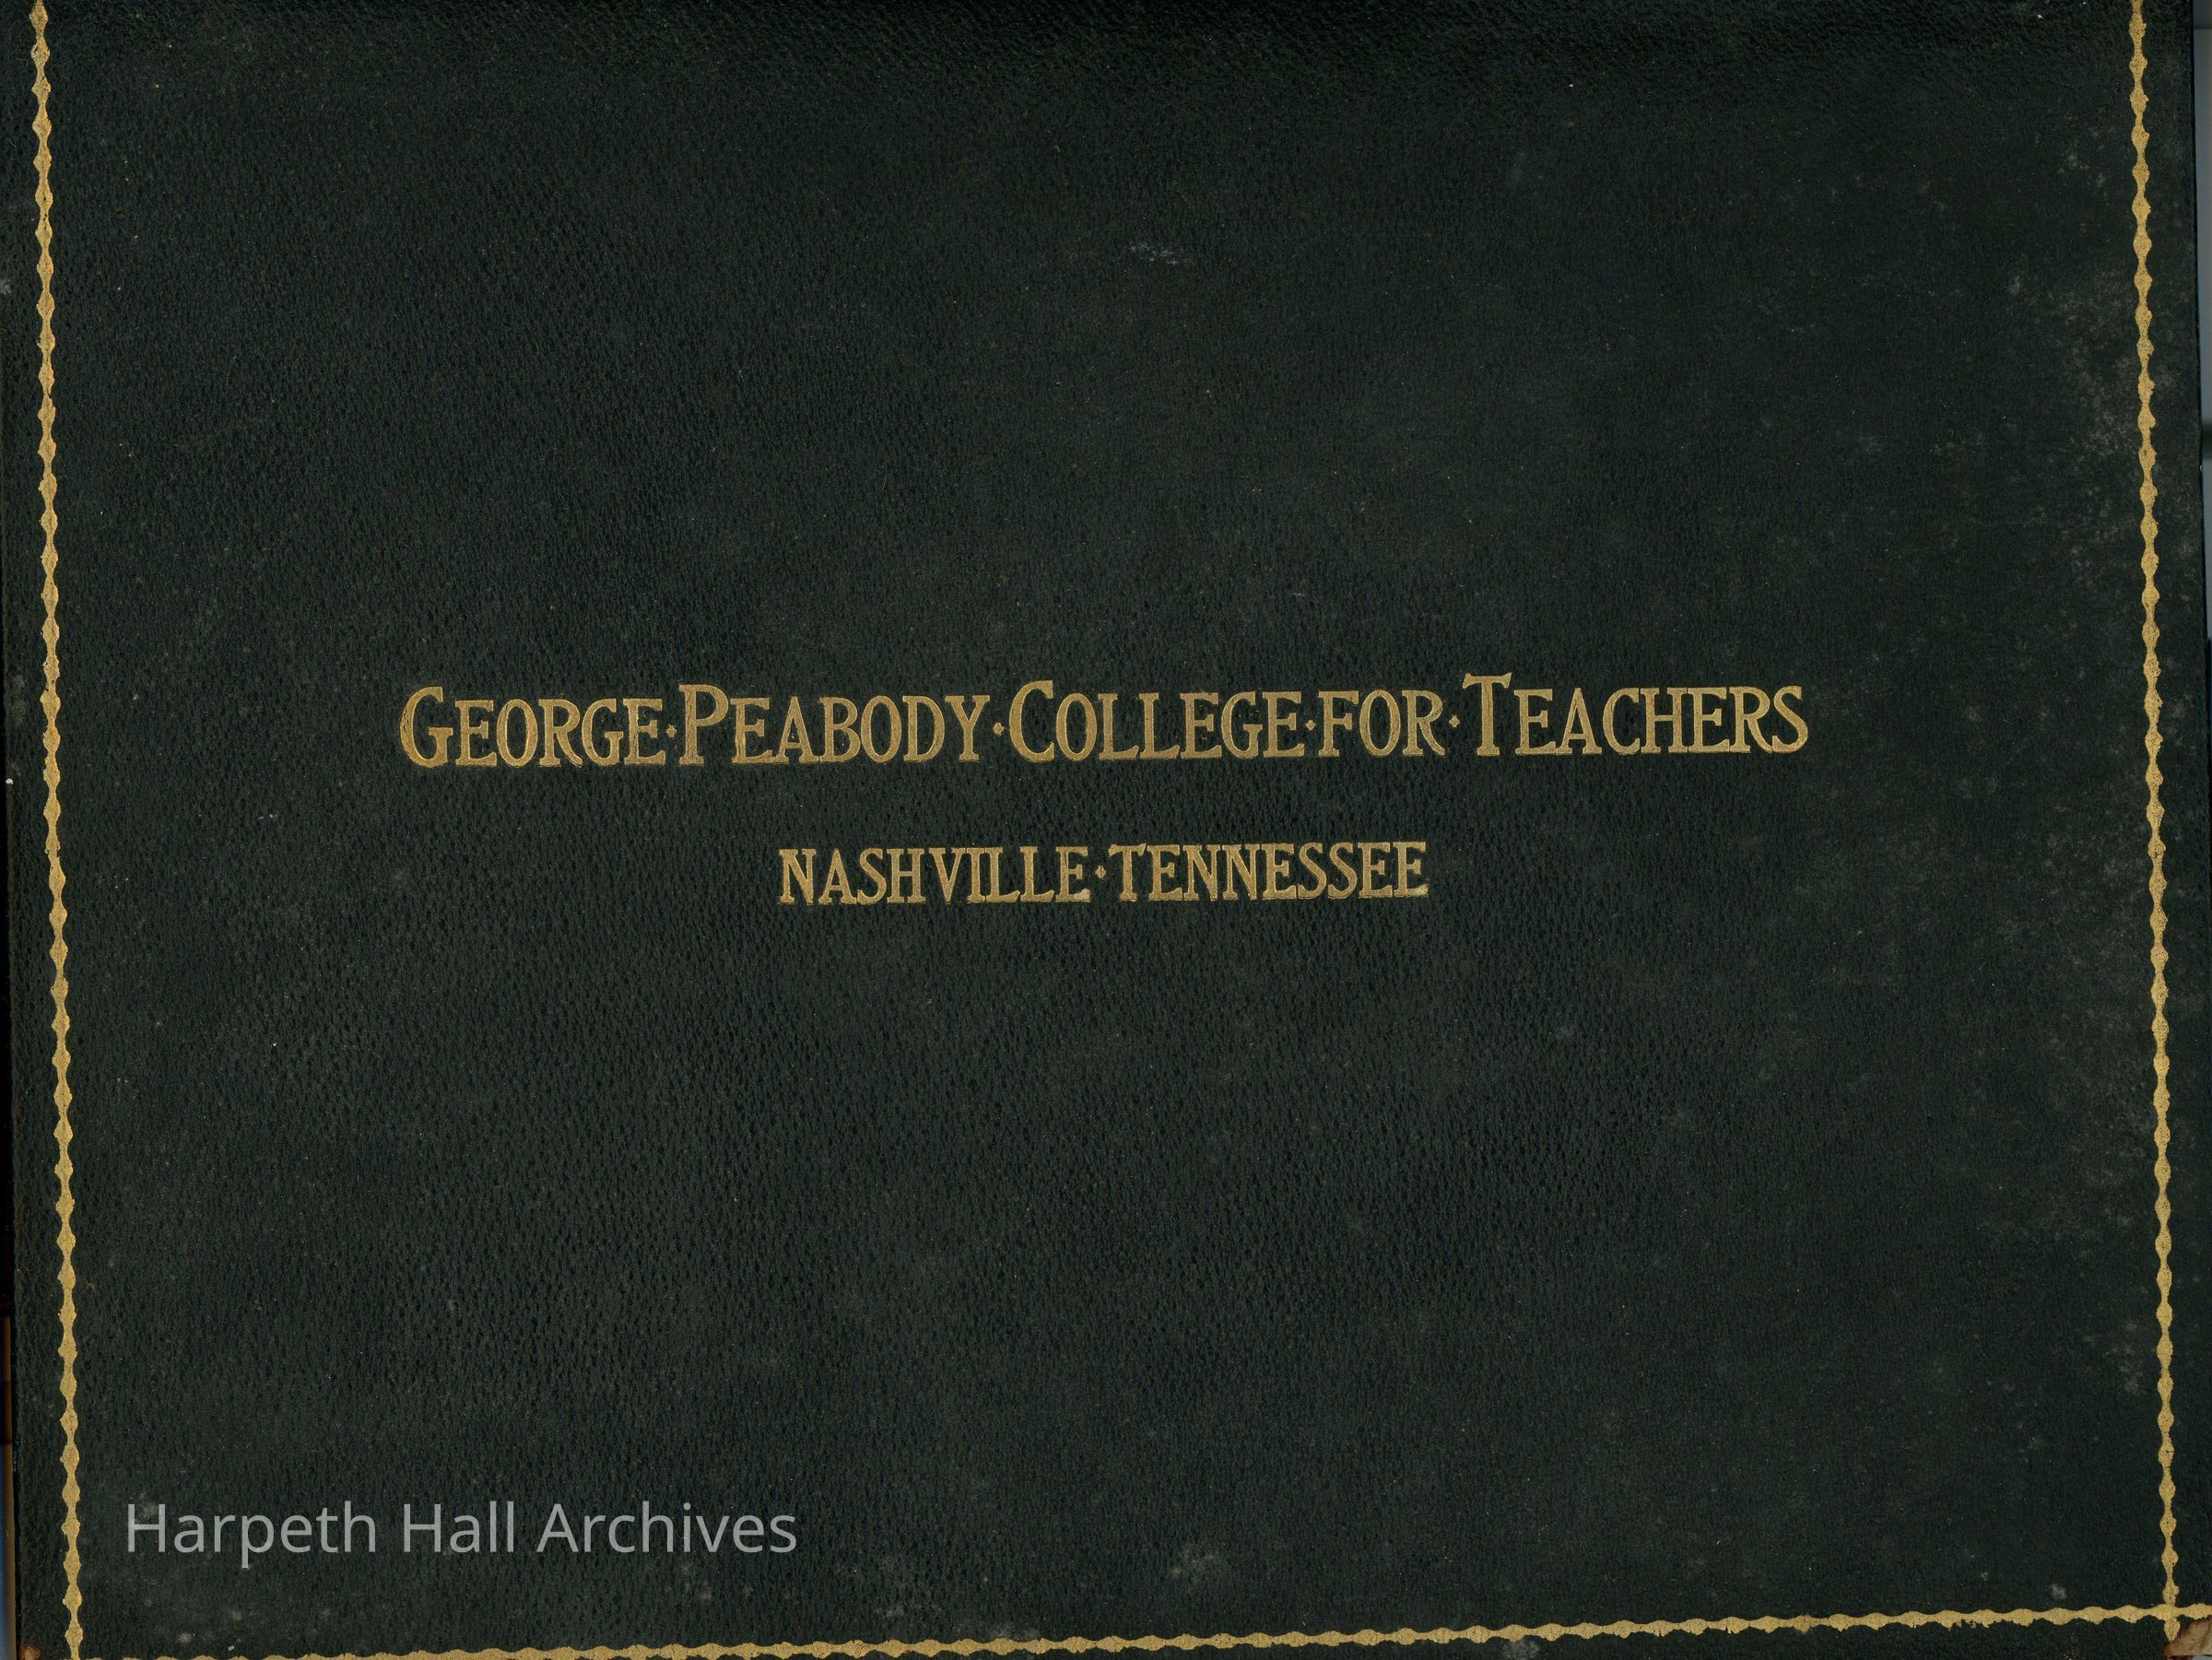 GEORGE·PEABODY·COLLEGE·FOR·TEACHERS
NASHVILLE·TENNESSEE
Harpeth Hall Archives